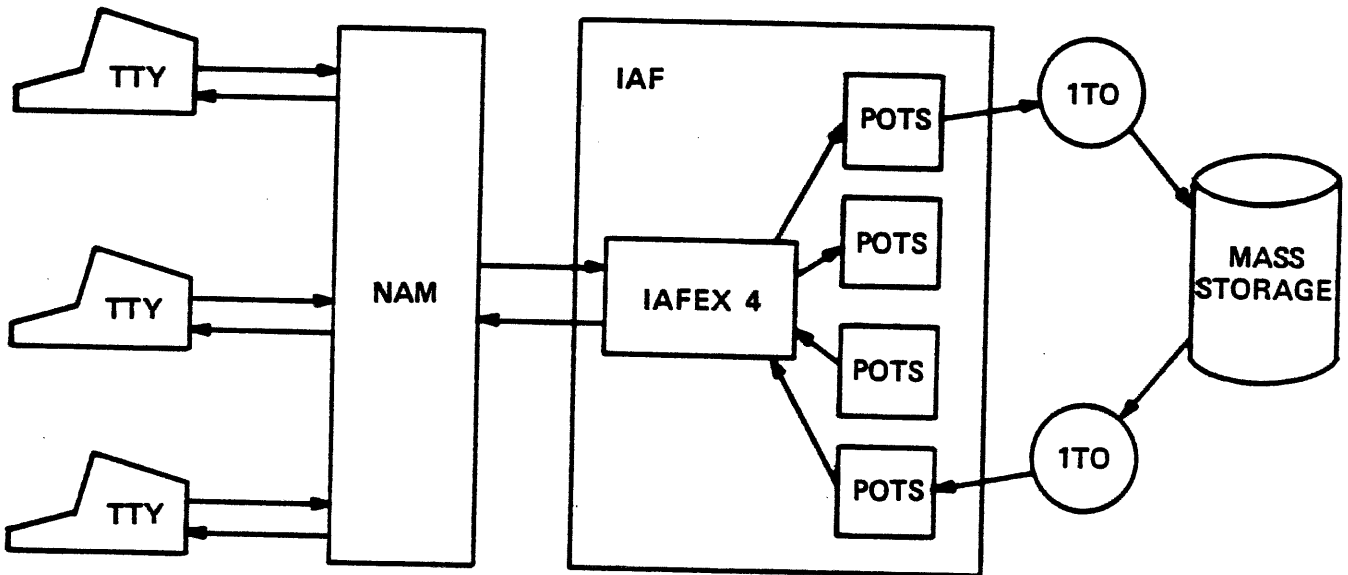 TTY
TTY
TTY
NAM
IAF
IAFEX 4
POTS
POTS
POTS
POTS
1TO
1TO
MASS
STORAGE